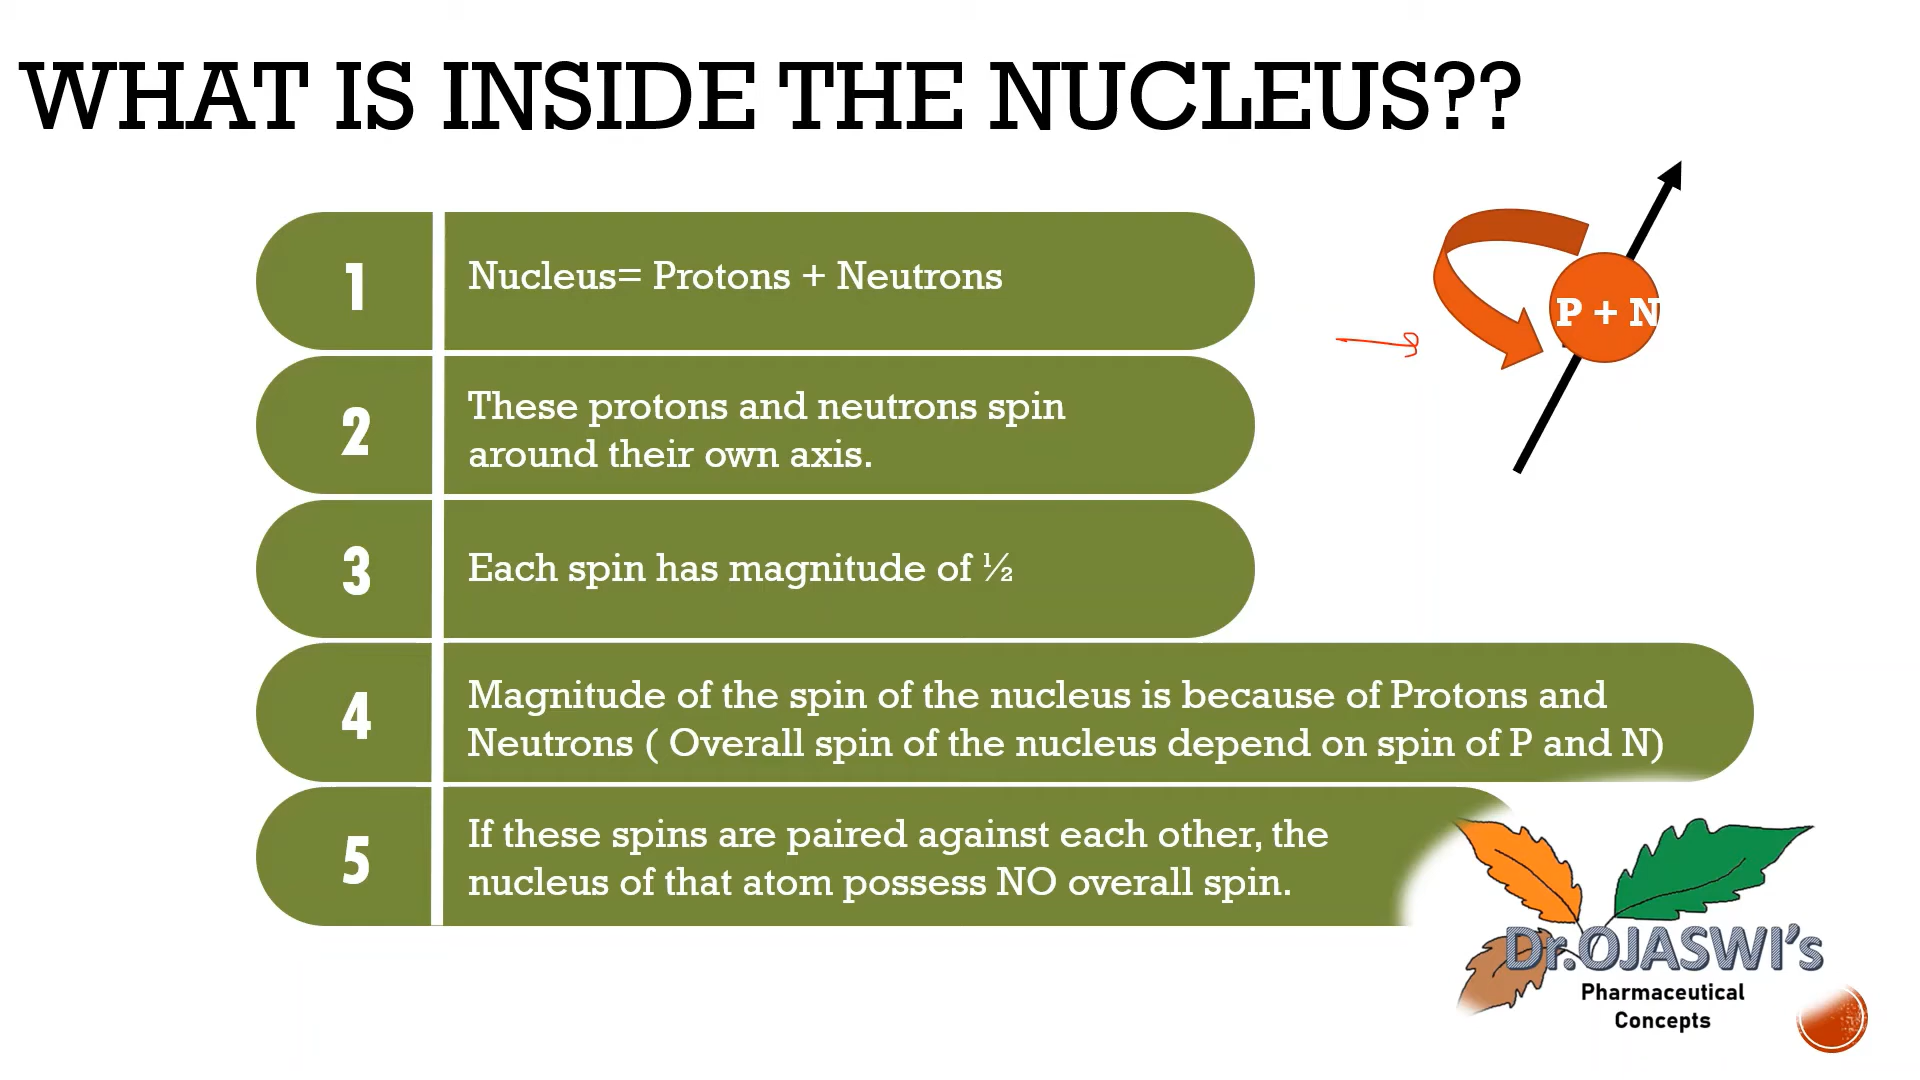 WHAT IS INSIDE THE NUCLEUS??
1
Nucleus= Protons + Neutrons
2
These protons and neutrons spin
around their own axis.
3
Each spin has magnitude of ½
4
Magnitude of the spin of the nucleus is because of Protons and
Neutrons ( Overall spin of the nucleus depend on spin of P and N)
5
If these spins are paired against each other, the
nucleus of that atom possess NO overall spin.
P + N
Dr.OJASWI's
Pharmaceutical
Concepts